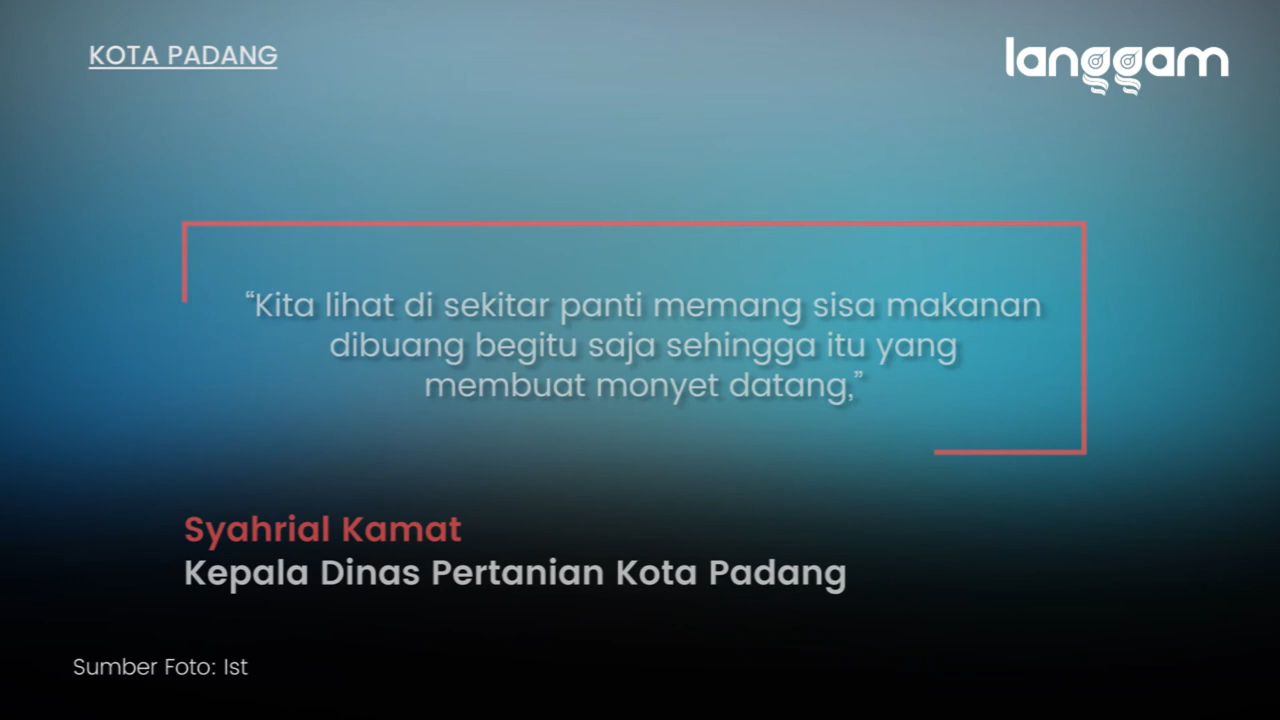 KOTA PADANG
langgam
“Kita lihat di sekitar panti memang sisa makanan
dibuang begitu saja sehingga itu yang
membuat monyet datang,”
Syahrial Kamat
Kepala Dinas Pertanian Kota Padang
Sumber Foto: Ist